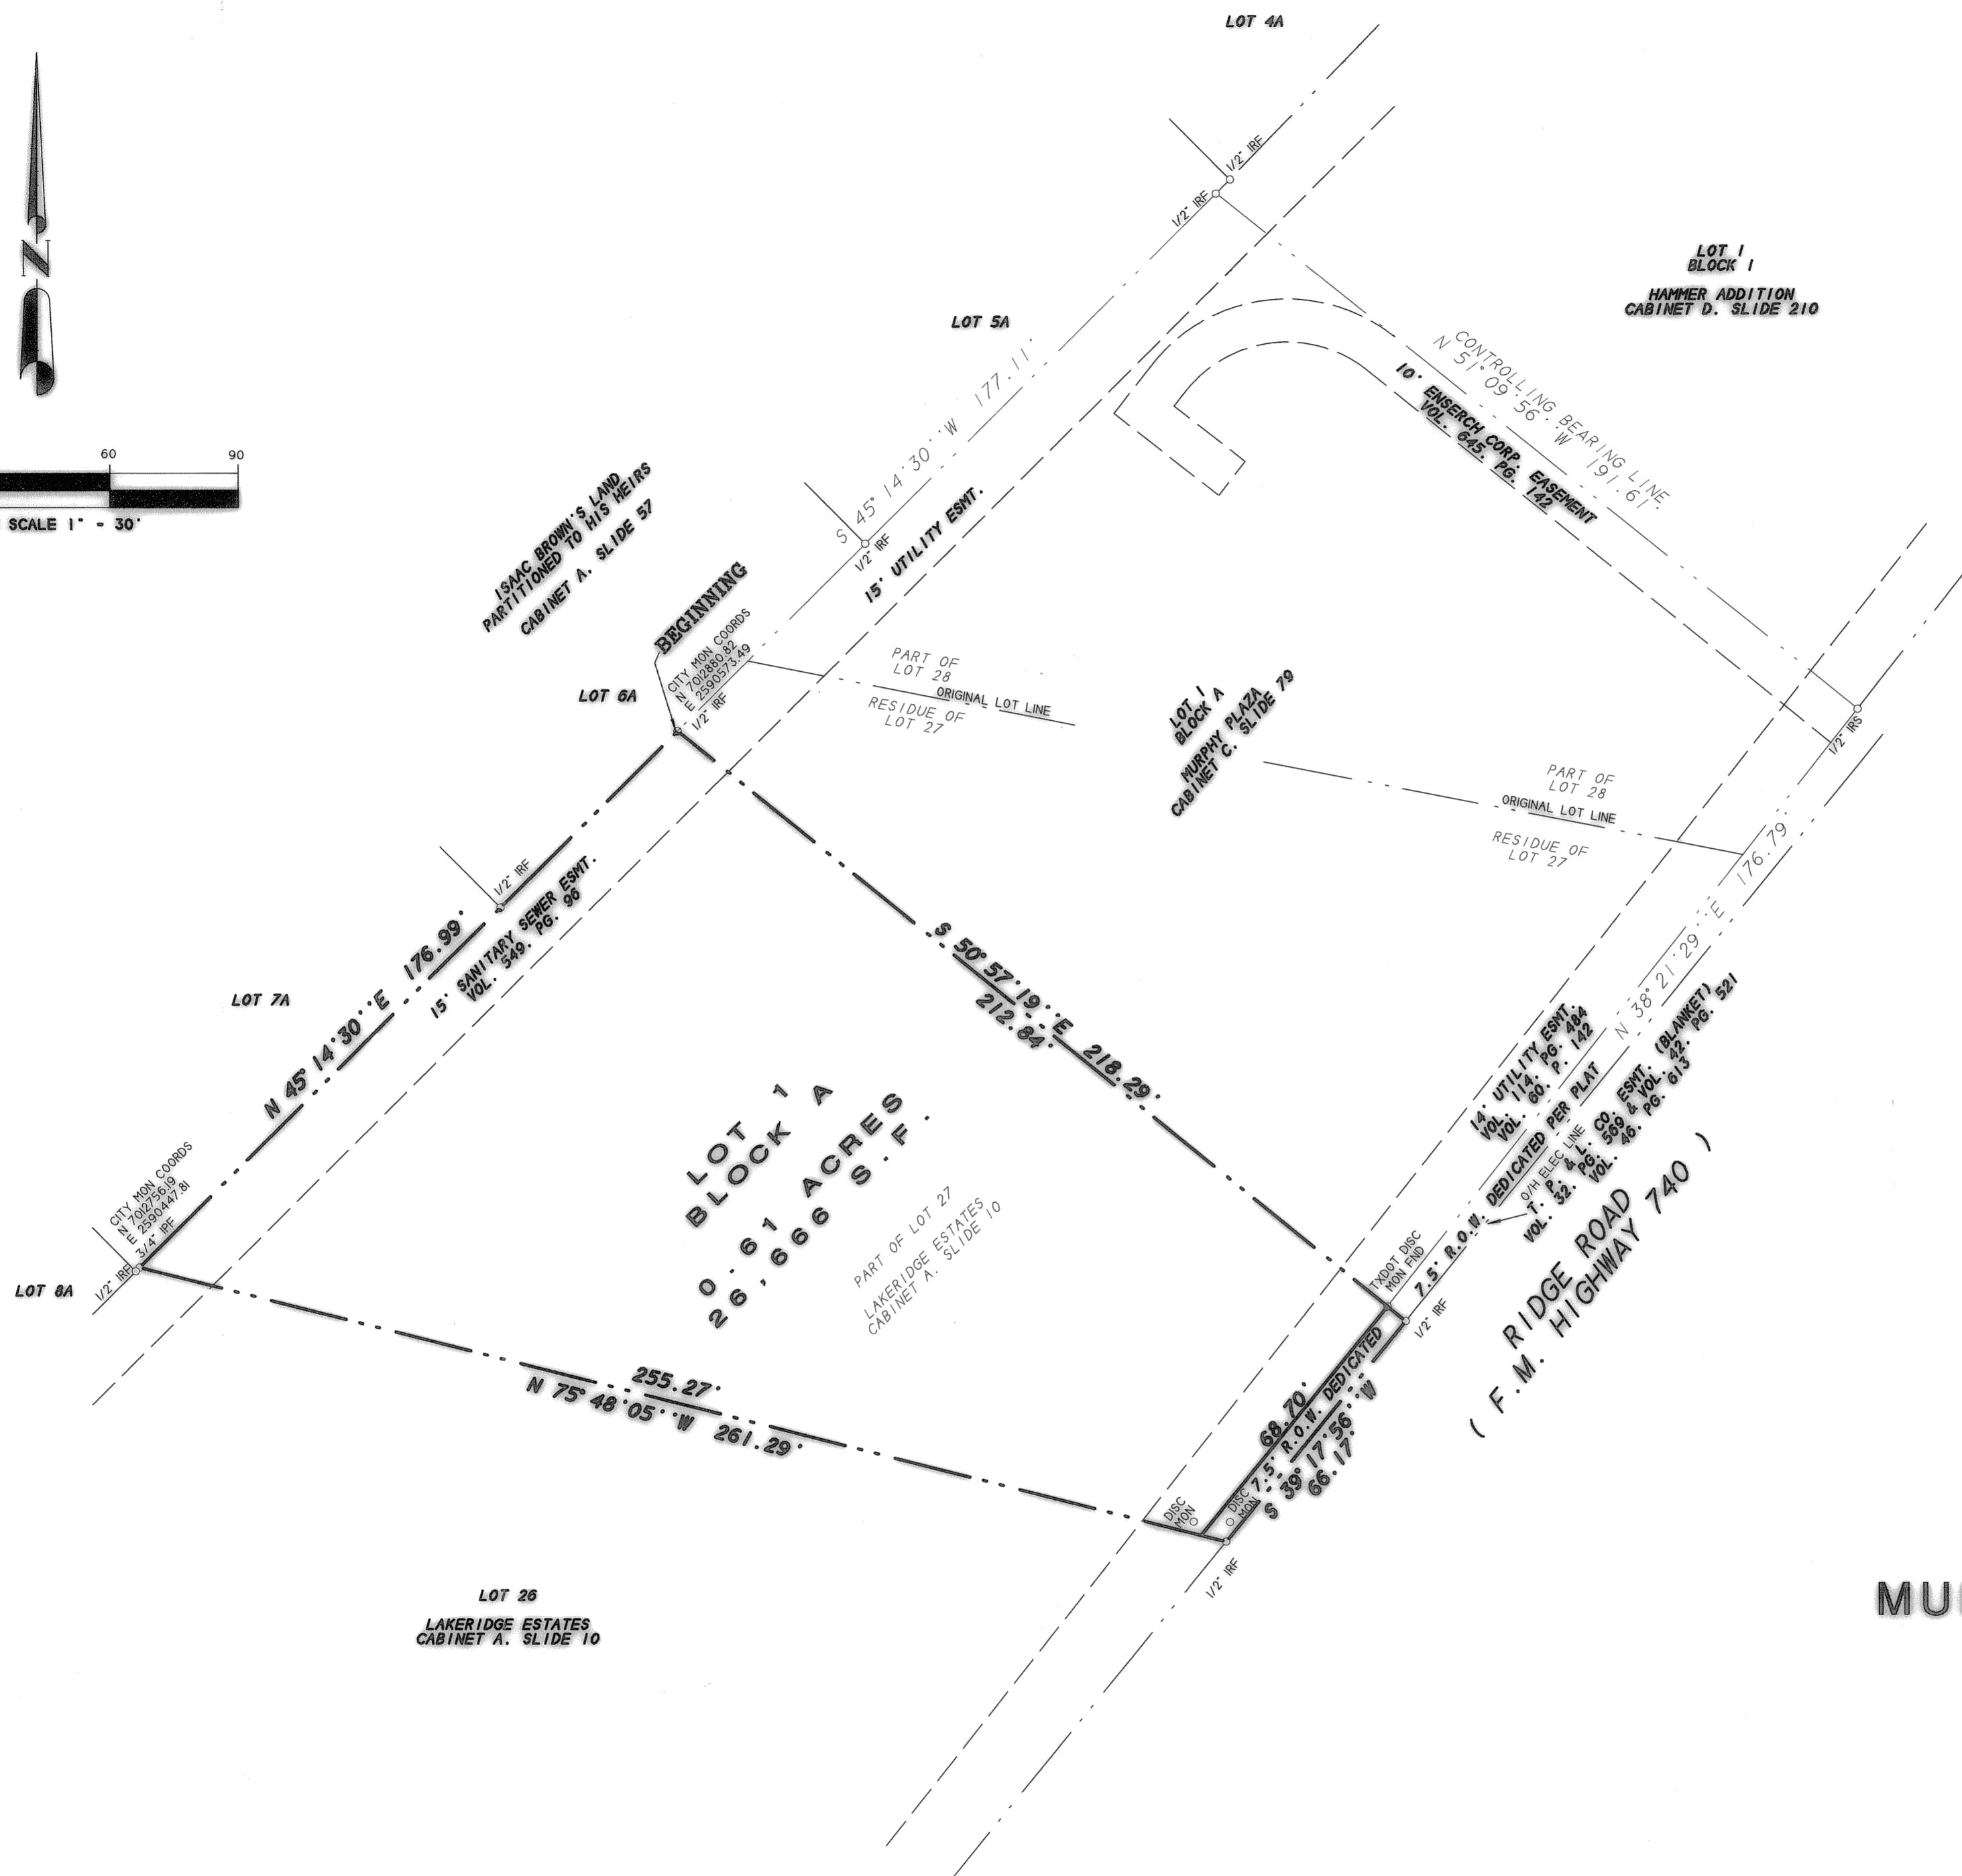 LOT 4A
N
60 90
SCALE 1" - 30'
1/2" IRF
1/2" IRF
LOT 1
BLOCK 1
HAMMER ADDITION
CABINET D. SLIDE 210
LOT 5A
S 45° 14' 30'' W 177.11'
CONTROLLING BEARING LINE
N 51° 09' 56'' W 191.61'
10' ENSERCH CORP. EASEMENT
VOL. 645. PG. 142
ISAAC BROWN'S LAND
PARTITIONED TO HIS HEIRS
CABINET A. SLIDE 57
1/2" IRF
15' UTILITY ESMT.
BEGINNING
CITY MON COORDS
N 7012880.82
E 2590573.49
1/2" IRF
LOT 6A
PART OF
LOT 28
ORIGINAL LOT LINE
RESIDUE OF
LOT 27
LOT 1
BLOCK A
MURPHY PLAZA
CABINET C. SLIDE 79
1/2" IRS
PART OF
LOT 28
ORIGINAL LOT LINE
RESIDUE OF
LOT 27
N 38° 21' 29'' E 176.79'
1/2" IRF
15' SANITARY SEWER ESMT.
VOL. 549. PG. 96
N 45° 14' 30'' E 176.99'
LOT 7A
S 50° 57' 19'' E 218.29'
212.84'
14' UTILITY ESMT.
VOL. 114. PG. 484
VOL. 60. P. 142
7.5' R.O.W. DEDICATED PER PLAT
O/H ELEC LINE
T. P. & L. CO. ESMT. (BLANKET)
VOL. 32. PG. 569 & VOL. 42. PG. 521
VOL. 46. PG. 613
RIDGE ROAD
( F.M. HIGHWAY 740 )
LOT 1
BLOCK A
0.61 ACRES
26,666 S.F.
PART OF LOT 27
LAKERIDGE ESTATES
CABINET A. SLIDE 10
CITY MON COORDS
N 7012756.19
E 2590447.81
3/4" IPF
1/2" IRF
LOT 8A
TXDOT DISC
MON FND
1/2" IRF
255.27'
N 75° 48' 05'' W 261.29'
68.70'
7.5' R.O.W. DEDICATED
S 39° 17' 56'' W
66.17'
DISC
MON
DISC
MON
1/2" IRF
LOT 26
LAKERIDGE ESTATES
CABINET A. SLIDE 10
MU